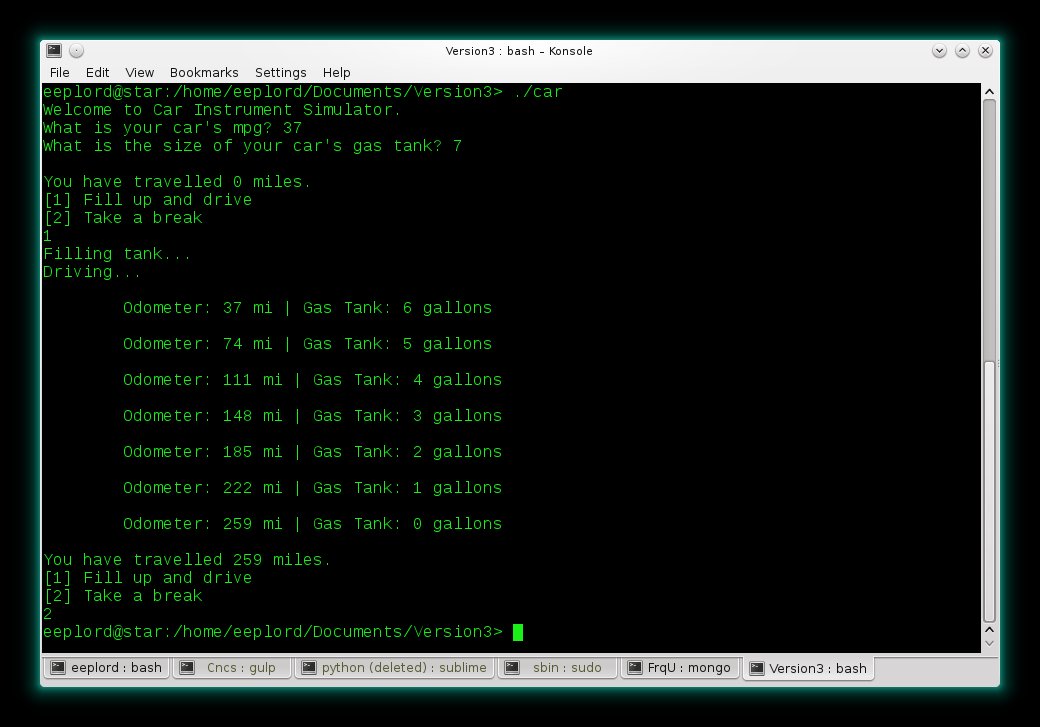 Version3 : bash – Konsole
File Edit View Bookmarks Settings Help
eeplord@star:/home/eeplord/Documents/Version3> ./car
Welcome to Car Instrument Simulator.
What is your car's mpg? 37
What is the size of your car's gas tank? 7
You have travelled 0 miles.
[1] Fill up and drive
[2] Take a break
1
Filling tank...
Driving...
Odometer: 37 mi | Gas Tank: 6 gallons
Odometer: 74 mi | Gas Tank: 5 gallons
Odometer: 111 mi | Gas Tank: 4 gallons
Odometer: 148 mi | Gas Tank: 3 gallons
Odometer: 185 mi | Gas Tank: 2 gallons
Odometer: 222 mi | Gas Tank: 1 gallons
Odometer: 259 mi | Gas Tank: 0 gallons
You have travelled 259 miles.
[1] Fill up and drive
[2] Take a break
2
eeplord@star:/home/eeplord/Documents/Version3>
eeplord : bash Cncs : gulp python (deleted) : sublime sbin : sudo FrqU : mongo Version3 : bash